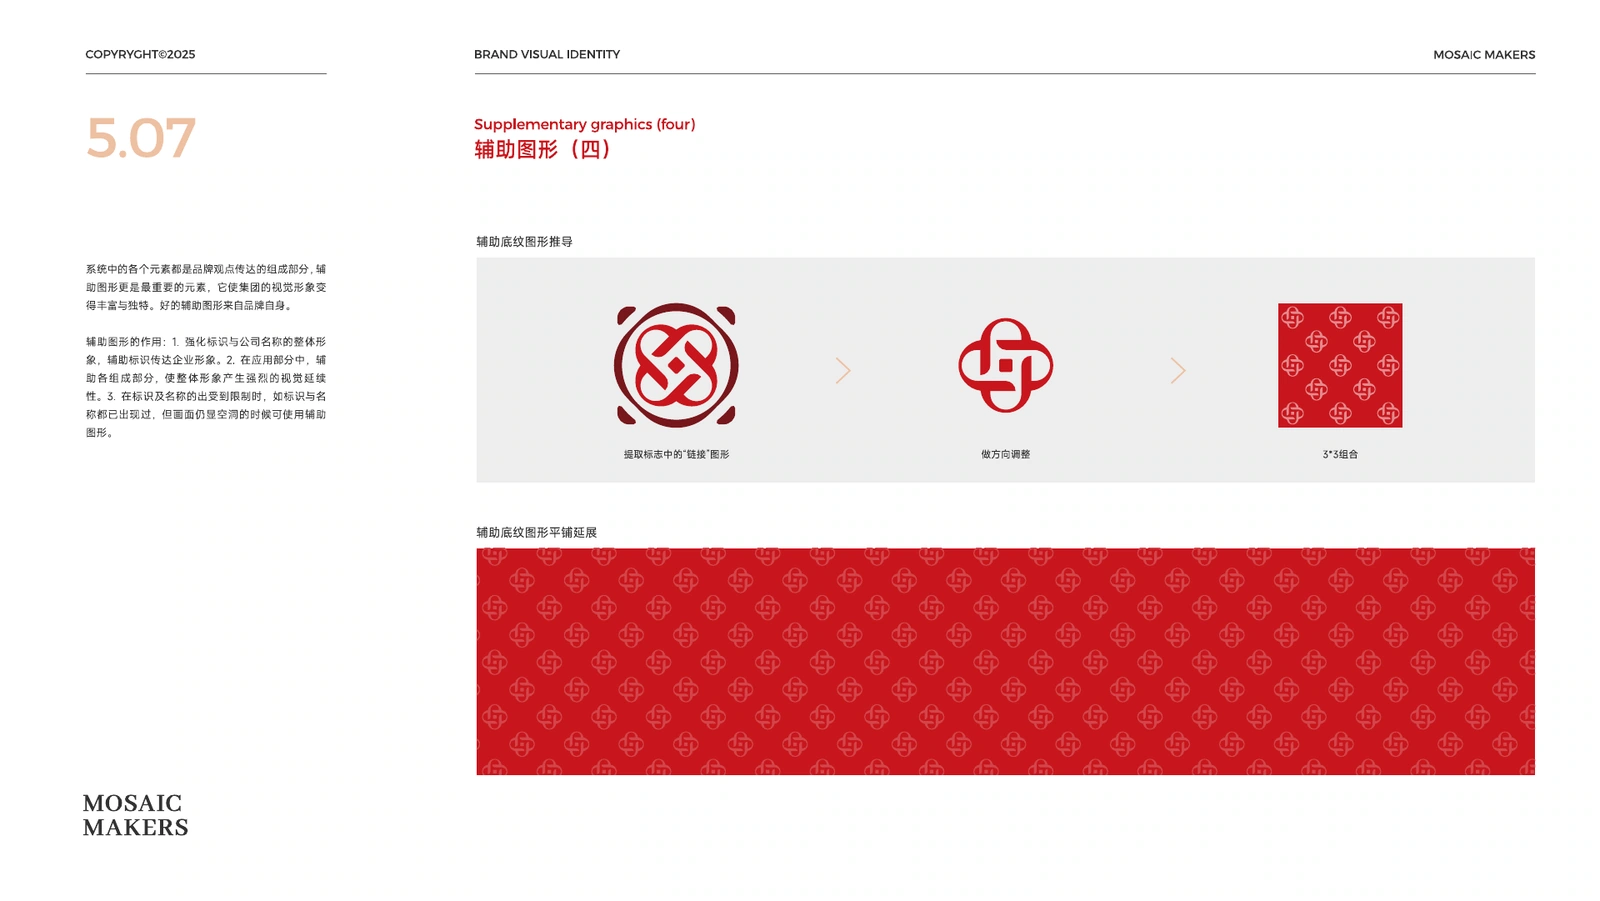 COPYRYGHT©2025
BRAND VISUAL IDENTITY
MOSAIC MAKERS
5.07
Supplementary graphics (four)
辅助图形（四）
系统中的各个元素都是品牌观点传达的组成部分，辅
助图形更是最重要的元素，它使集团的视觉形象变
得丰富与独特。好的辅助图形来自品牌自身。
辅助图形的作用：1. 强化标识与公司名称的整体形
象，辅助标识传达企业形象。2. 在应用部分中，辅
助各组成部分，使整体形象产生强烈的视觉延续
性。3. 在标识及名称的出受到限制时，如标识与名
称都已出现过，但画面仍显空洞的时候可使用辅助
图形。
辅助底纹图形推导
提取标志中的“链接”图形
做方向调整
3*3组合
辅助底纹图形平铺延展
MOSAIC
MAKERS